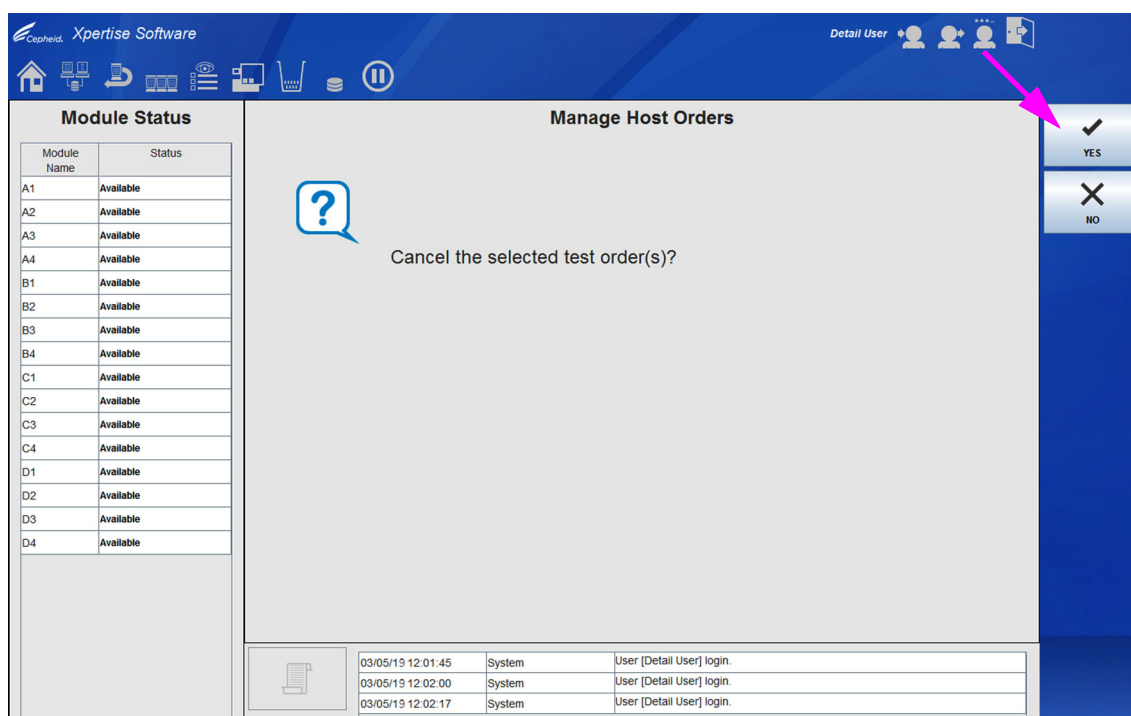 Cepheid. Xpertise Software
Detail User
Module Status
Module Name Status
A1 Available
A2 Available
A3 Available
A4 Available
B1 Available
B2 Available
B3 Available
B4 Available
C1 Available
C2 Available
C3 Available
C4 Available
D1 Available
D2 Available
D3 Available
D4 Available
Manage Host Orders
?
Cancel the selected test order(s)?
YES
NO
03/05/19 12:01:45 System User [Detail User] login.
03/05/19 12:02:00 System User [Detail User] login.
03/05/19 12:02:17 System User [Detail User] login.